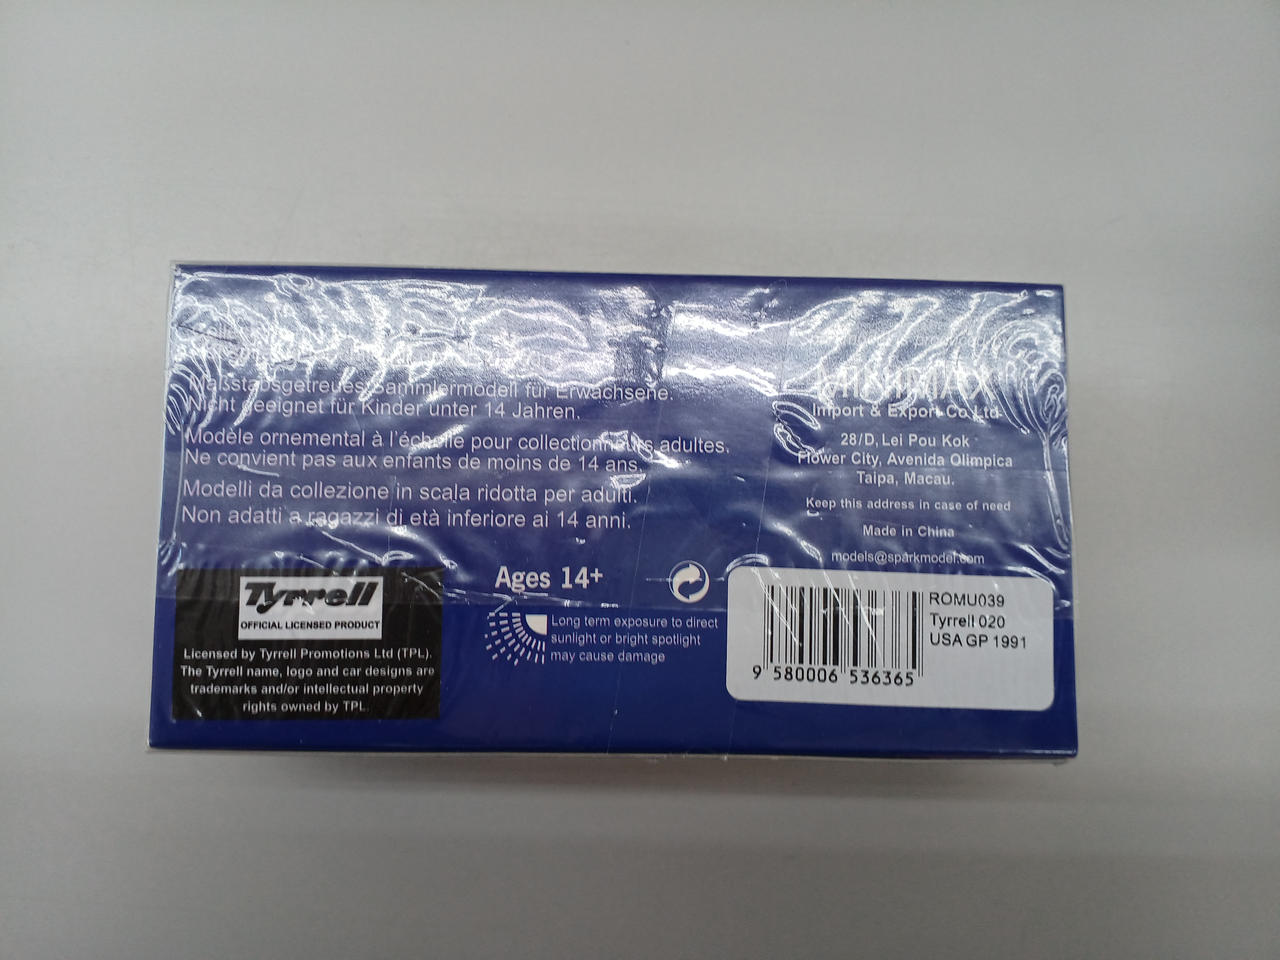 Maßstabsgetreues Sammlermodell für Erwachsene.
Nicht geeignet für Kinder unter 14 Jahren.
Modèle ornemental à l'échelle pour collectionneurs adultes.
Ne convient pas aux enfants de moins de 14 ans.
Modelli da collezione in scala ridotta per adulti.
Non adatti a ragazzi di età inferiore ai 14 anni.
Tyrrell
OFFICIAL LICENSED PRODUCT
Licensed by Tyrrell Promotions Ltd (TPL).
The Tyrrell name, logo and car designs are
trademarks and/or intellectual property
rights owned by TPL.
Ages 14+
Long term exposure to direct
sunlight or bright spotlight
may cause damage
MINIMAX
Import & Export Co Ltd
28/D, Lei Pou Kok
Flower City, Avenida Olimpica
Taipa, Macau.
Keep this address in case of need
Made in China
models@sparkmodel.com
ROMU039
Tyrrell 020
USA GP 1991
9 580006 536365